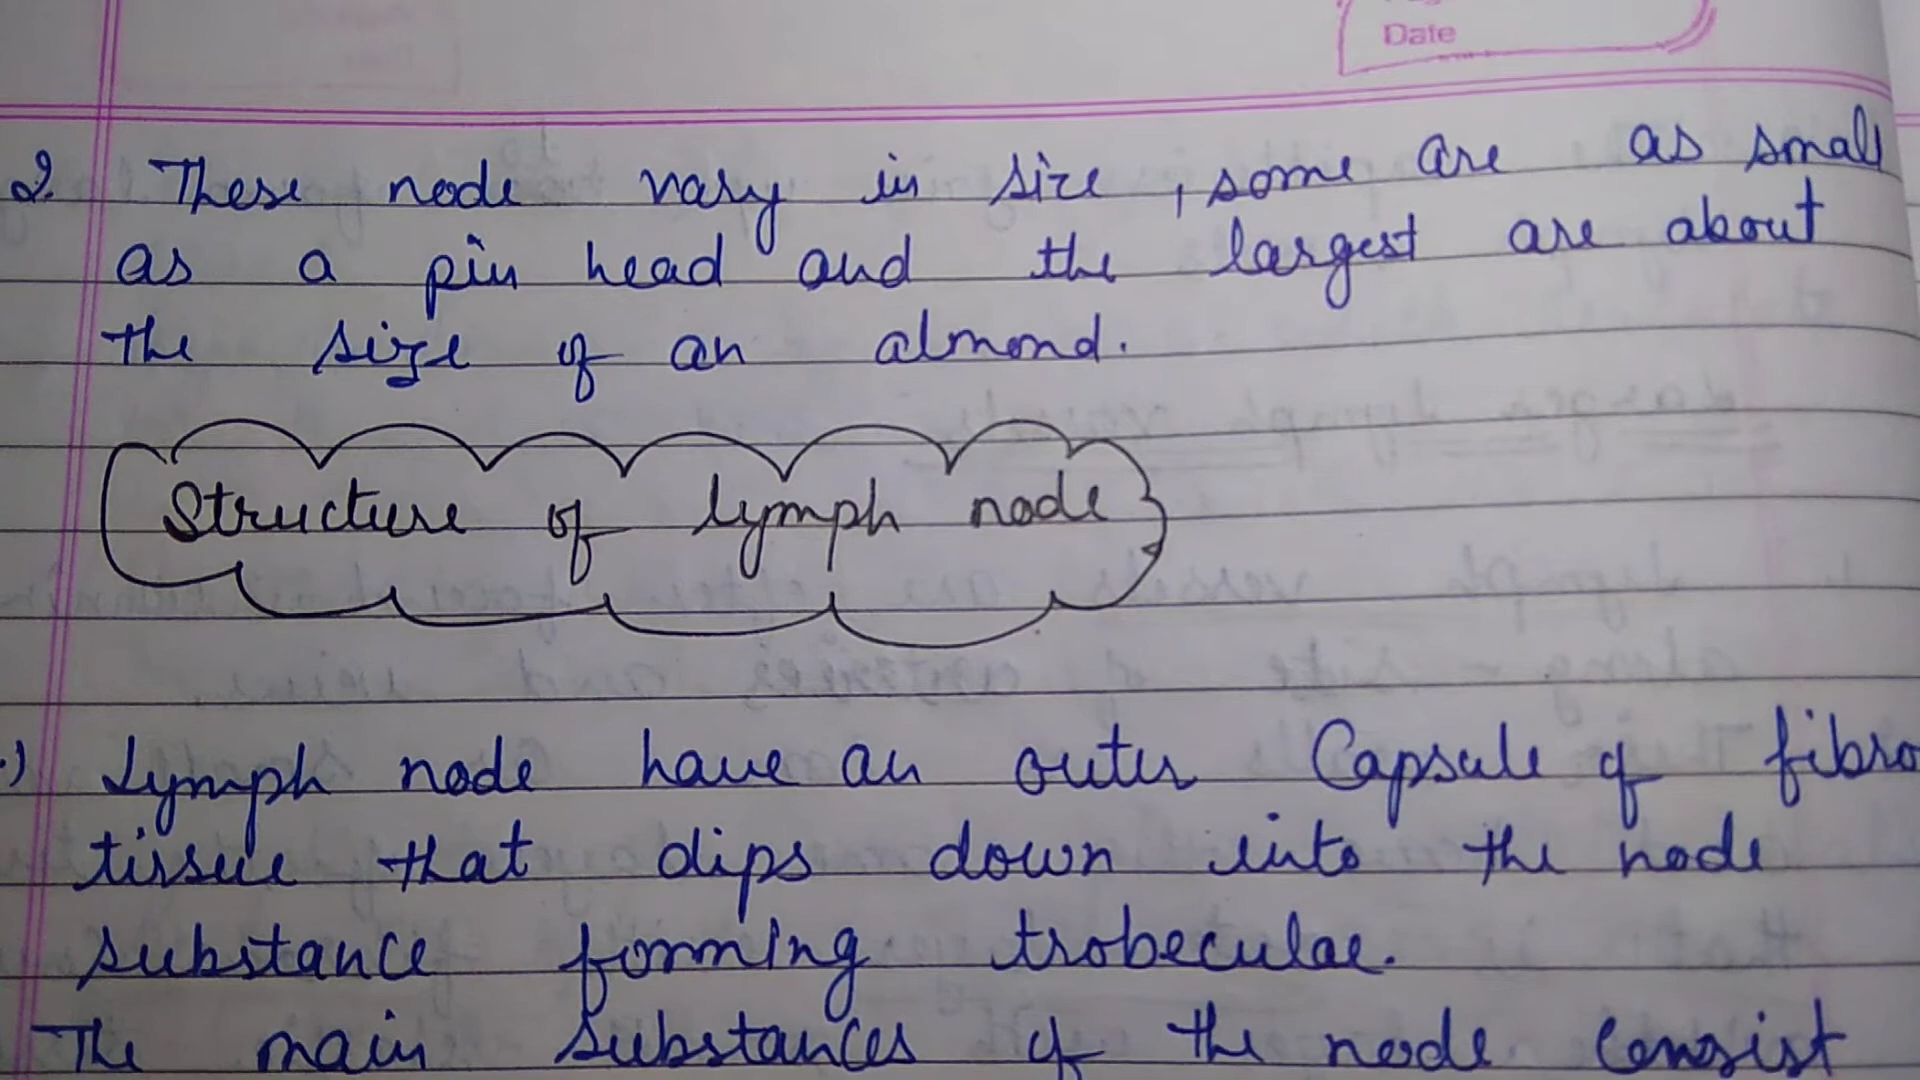 Date
2. These node vary in size, some are as small
as a pin head and the largest are about
the size of an almond.
Structure of lymph node
.) Lymph node have an outer Capsule of fibro
tissue that dips down into the node
substance forming trobeculae.
The main substances of the node consist